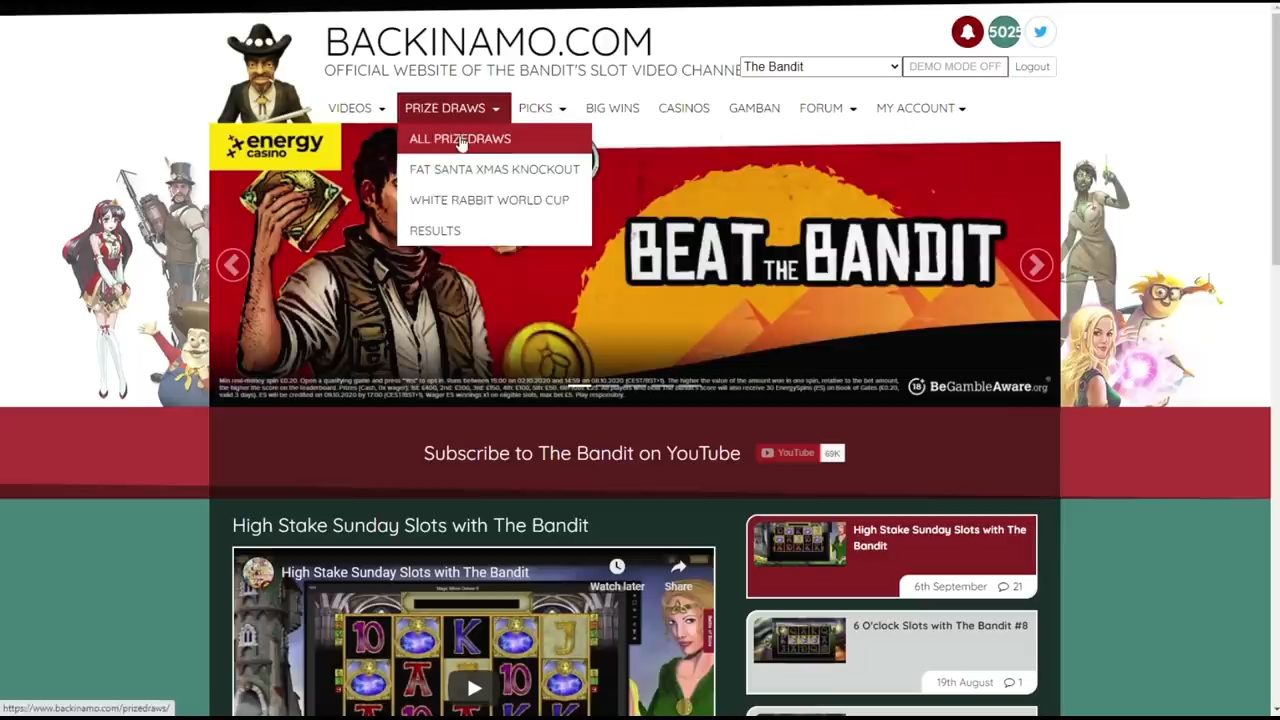 BACKINAMO.COM
OFFICIAL WEBSITE OF THE BANDIT'S SLOT VIDEO CHANNE
5025
The Bandit
DEMO MODE OFF
Logout
VIDEOS
PRIZE DRAWS
PICKS
BIG WINS
CASINOS
GAMBAN
FORUM
MY ACCOUNT
ALL PRIZEDRAWS
FAT SANTA XMAS KNOCKOUT
WHITE RABBIT WORLD CUP
RESULTS
energy
casino
BEAT THE BANDIT
18+ BeGambleAware.org
Subscribe to The Bandit on YouTube
YouTube 69K
High Stake Sunday Slots with The Bandit
High Stake Sunday Slots with The Bandit
Watch later
Share
10 K J
A 10
High Stake Sunday Slots with The
Bandit
6th September 21
6 O'clock Slots with The Bandit #8
19th August 1
https://www.backinamo.com/prizedraws/